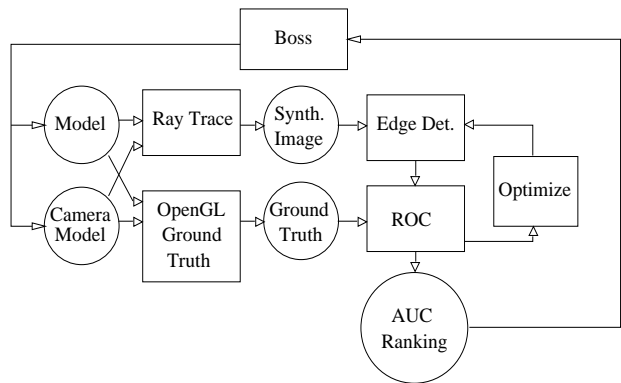 Boss
Model
Ray Trace
Synth.
Image
Edge Det.
Optimize
Camera
Model
OpenGL
Ground
Truth
Ground
Truth
ROC
AUC
Ranking